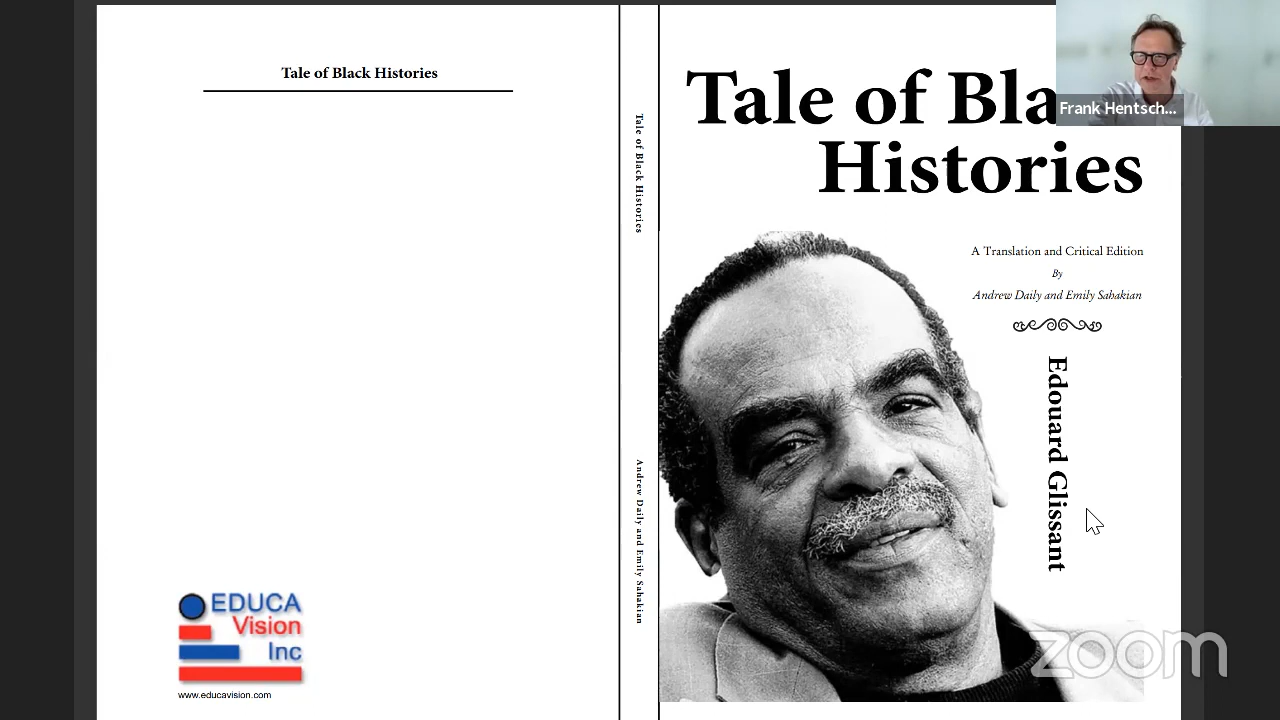 Tale of Black Histories
Tale of Black Histories
Andrew Daily and Emily Sahakian
EDUCA
Vision
Inc
www.educavision.com
Tale of Bla
Histories
A Translation and Critical Edition
By
Andrew Daily and Emily Sahakian
Edouard Glissant
Frank Hentsch...
zoom